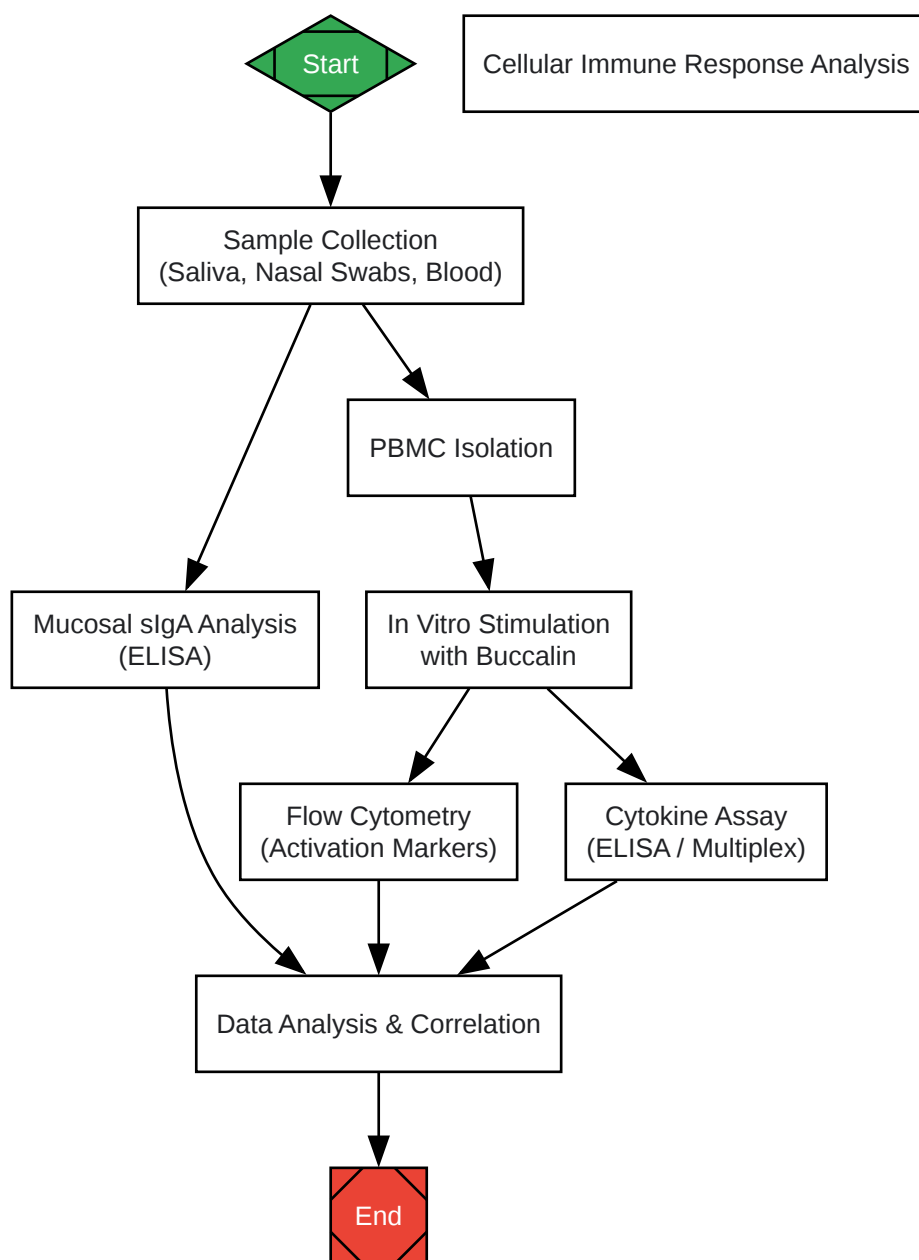 Start
Cellular Immune Response Analysis
Sample Collection
(Saliva, Nasal Swabs, Blood)
PBMC Isolation
Mucosal sIgA Analysis
(ELISA)
In Vitro Stimulation
with Buccalin
Flow Cytometry
(Activation Markers)
Cytokine Assay
(ELISA / Multiplex)
Data Analysis & Correlation
End